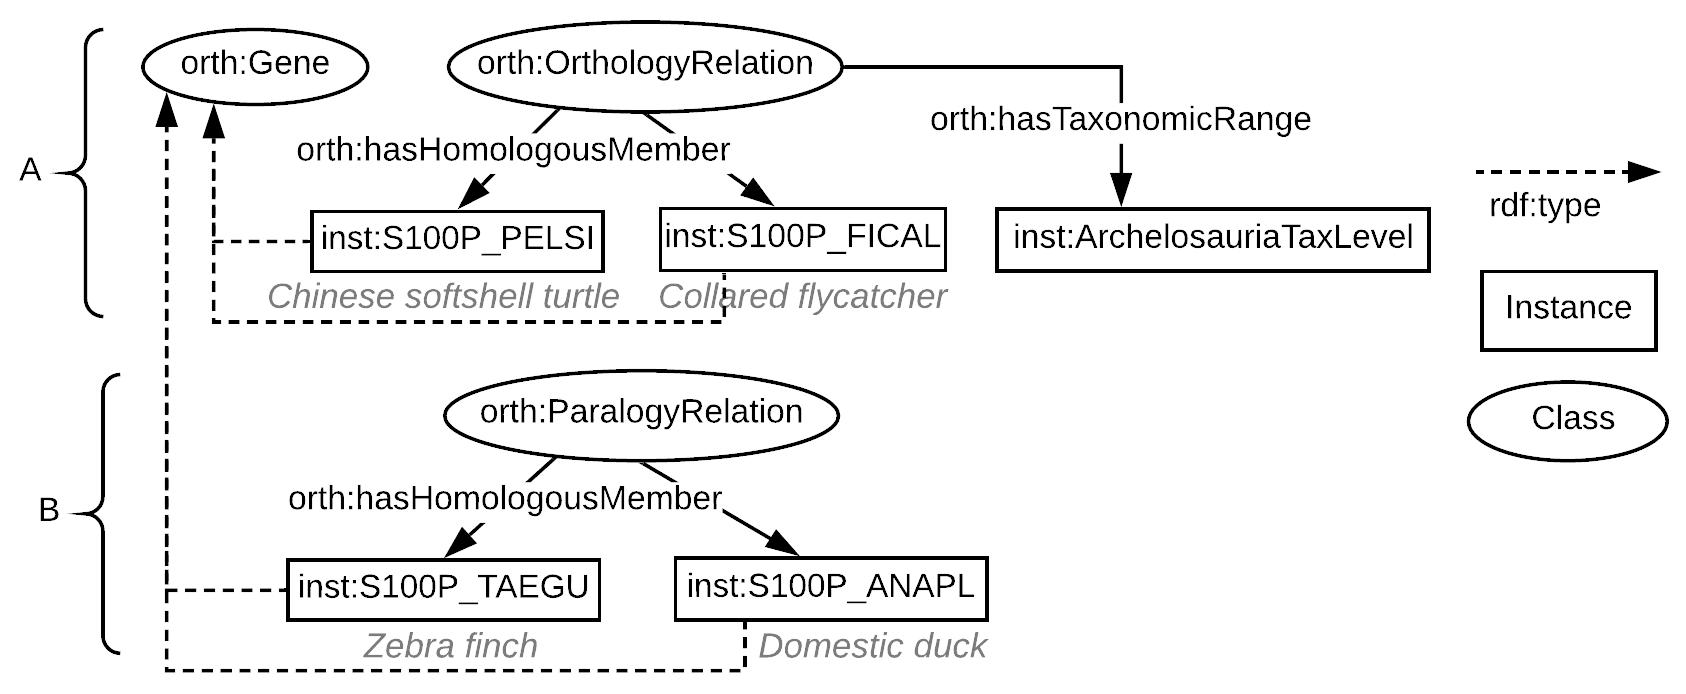 orth:Gene
orth:OrthologyRelation
orth:hasTaxonomicRange
orth:hasHomologousMember
A
rdf:type
inst:S100P_PELSI
inst:S100P_FICAL
inst:ArchelosauriaTaxLevel
Chinese softshell turtle
Collared flycatcher
Instance
orth:ParalogyRelation
Class
B
orth:hasHomologousMember
inst:S100P_TAEGU
inst:S100P_ANAPL
Zebra finch
Domestic duck